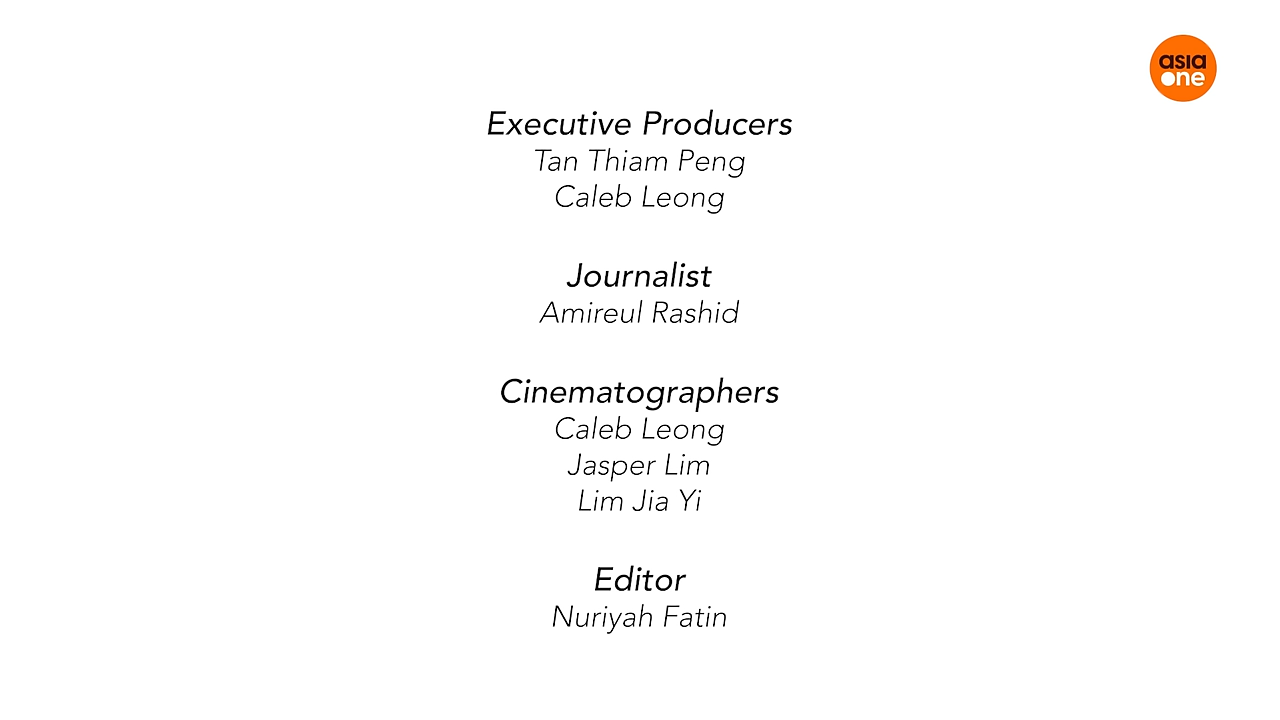 asia
one
Executive Producers
Tan Thiam Peng
Caleb Leong
Journalist
Amireul Rashid
Cinematographers
Caleb Leong
Jasper Lim
Lim Jia Yi
Editor
Nuriyah Fatin